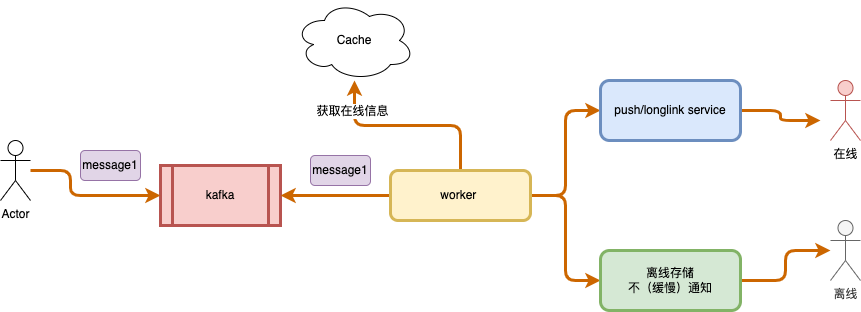 Cache
获取在线信息
push/longlink service
在线
message1
Actor
kafka
message1
worker
离线存储
不（缓慢）通知
离线